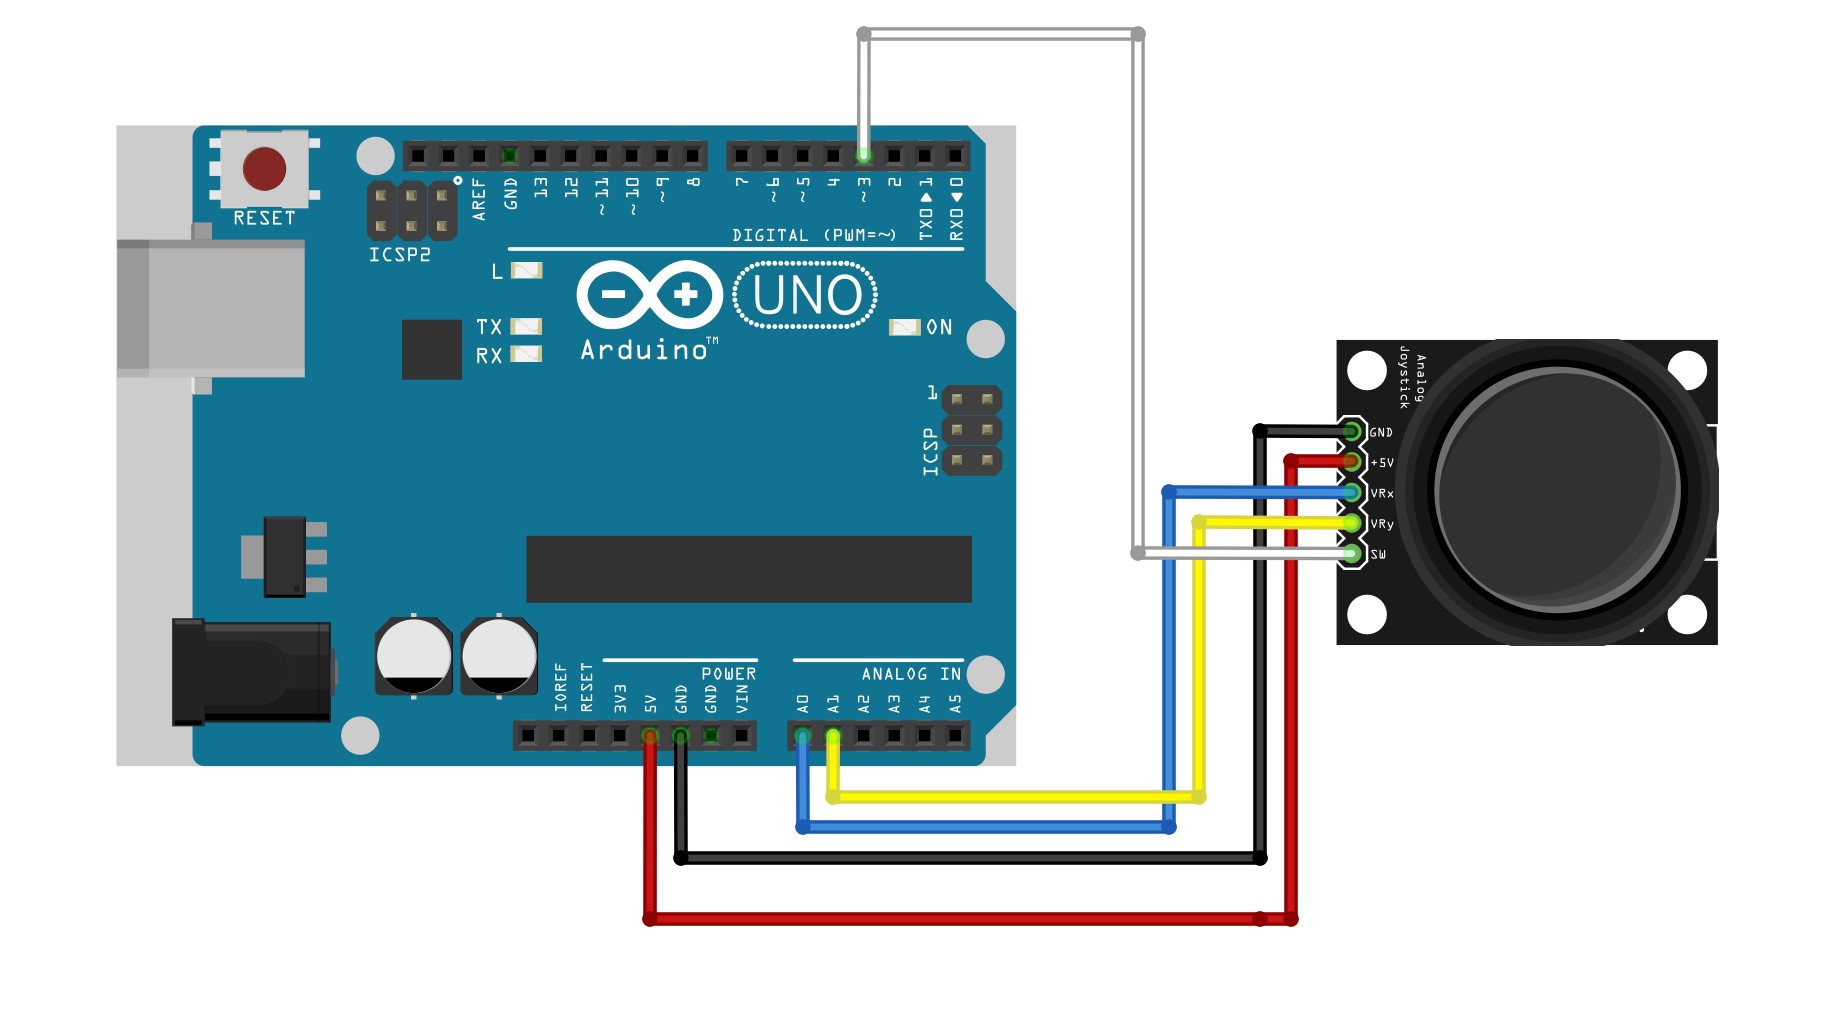 RESET
ICSP2
AREF
GND
13
12
~11
~10
~9
8
7
~6
~5
4
~3
2
TX0▶1
RX0◀0
DIGITAL (PWM=~)
L
TX
RX
UNO
Arduino™
ON
1
ICSP
Analog
Joystick
GND
+5V
VRx
VRy
SW
POWER
ANALOG IN
IOREF
RESET
3V3
5V
GND
GND
VIN
A0
A1
A2
A3
A4
A5